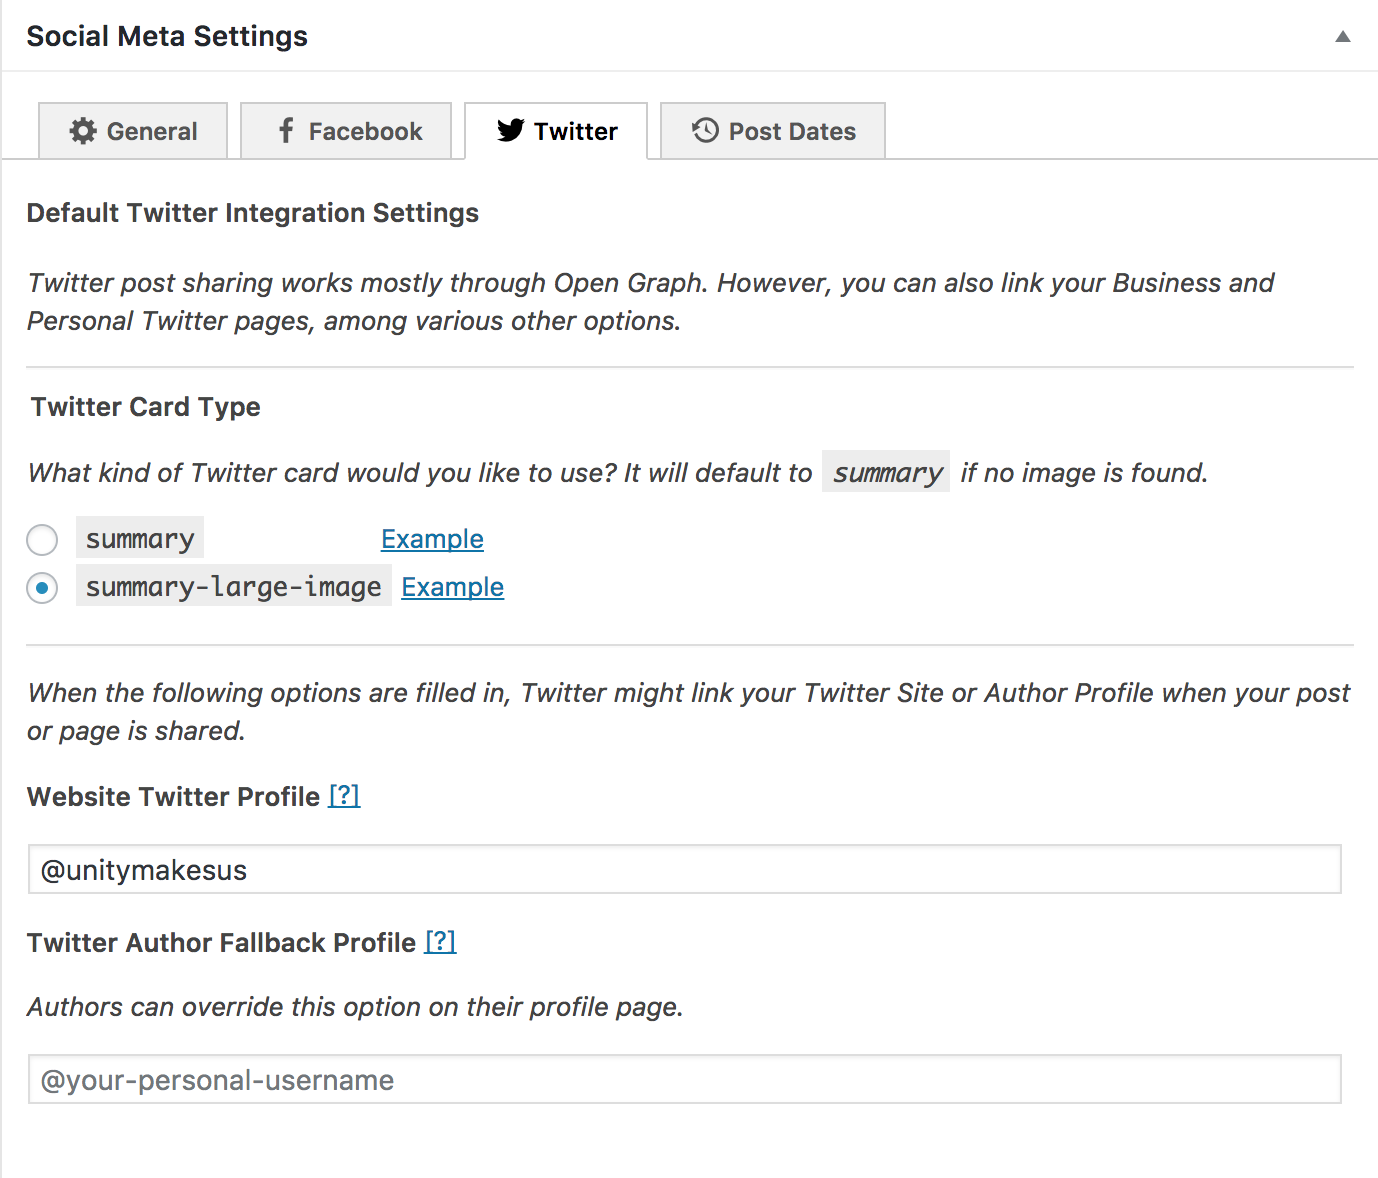 Social Meta Settings
General
Facebook
Twitter
Post Dates
Default Twitter Integration Settings
Twitter post sharing works mostly through Open Graph. However, you can also link your Business and
Personal Twitter pages, among various other options.
Twitter Card Type
What kind of Twitter card would you like to use? It will default to summary if no image is found.
summary Example
summary-large-image Example
When the following options are filled in, Twitter might link your Twitter Site or Author Profile when your post
or page is shared.
Website Twitter Profile [?]
@unitymakesus
Twitter Author Fallback Profile [?]
Authors can override this option on their profile page.
@your-personal-username